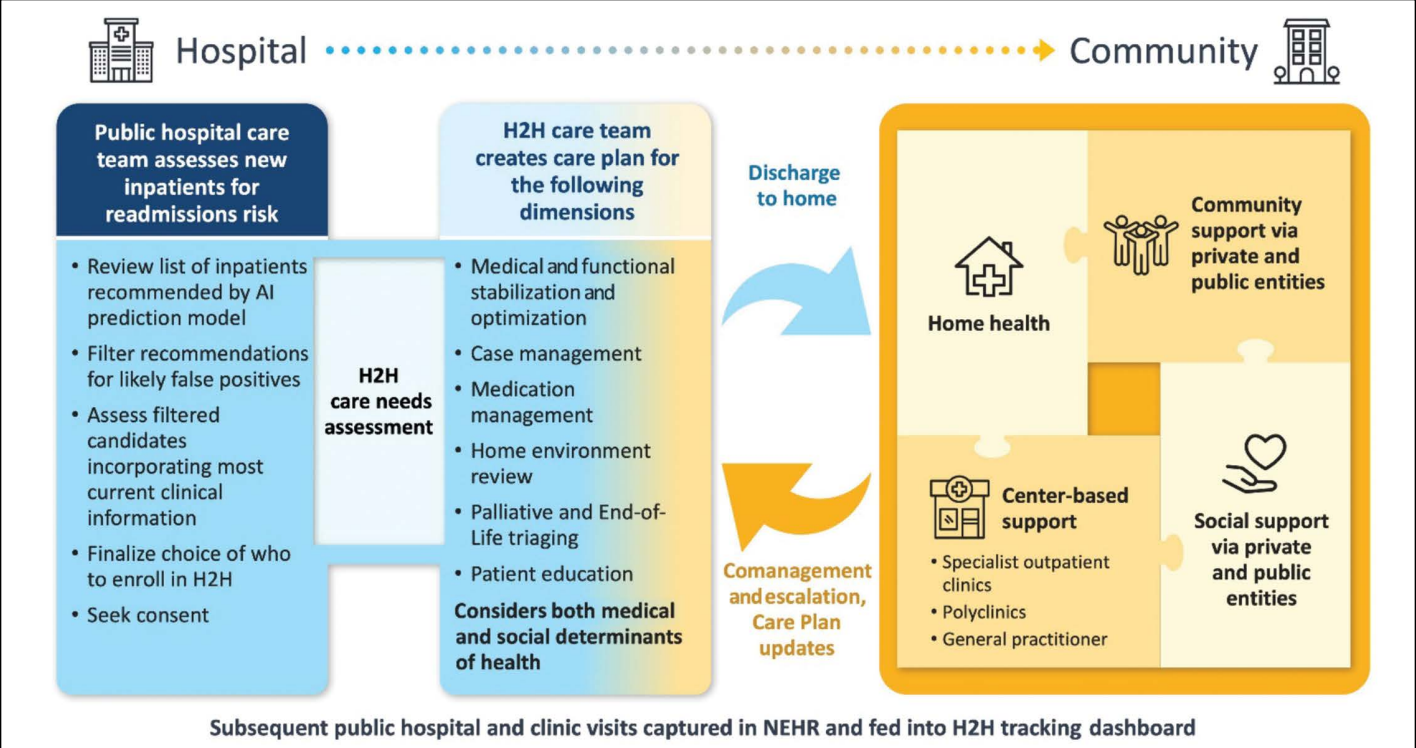 Hospital
Community
Public hospital care
team assesses new
inpatients for
readmissions risk
• Review list of inpatients
recommended by AI
prediction model
• Filter recommendations
for likely false positives
• Assess filtered
candidates
incorporating most
current clinical
information
• Finalize choice of who
to enroll in H2H
• Seek consent
H2H
care needs
assessment
H2H care team
creates care plan for
the following
dimensions
• Medical and functional
stabilization and
optimization
• Case management
• Medication
management
• Home environment
review
• Palliative and End-of-
Life triaging
• Patient education
Considers both medical
and social determinants
of health
Discharge
to home
Comanagement
and escalation,
Care Plan
updates
Home health
Community
support via
private and
public entities
Center-based
support
• Specialist outpatient
clinics
• Polyclinics
• General practitioner
Social support
via private
and public
entities
Subsequent public hospital and clinic visits captured in NEHR and fed into H2H tracking dashboard